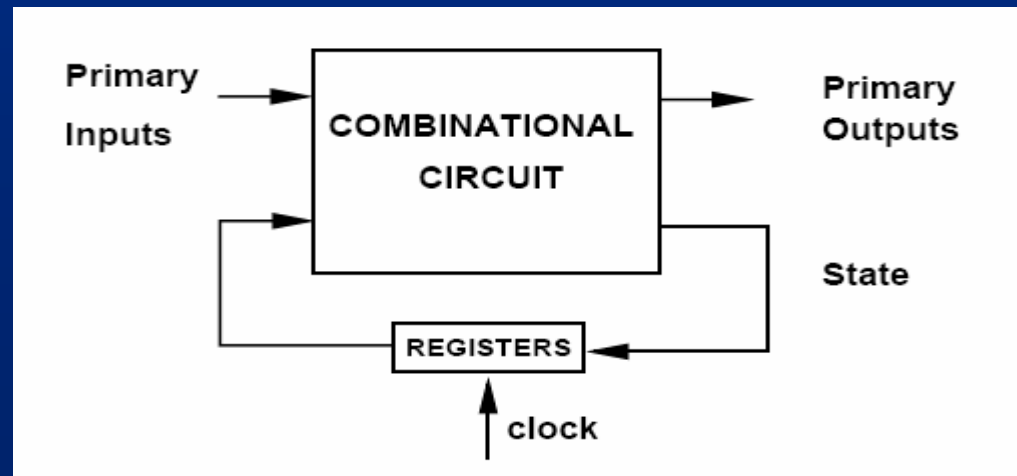 Primary
Inputs
COMBINATIONAL
CIRCUIT
Primary
Outputs
State
REGISTERS
clock